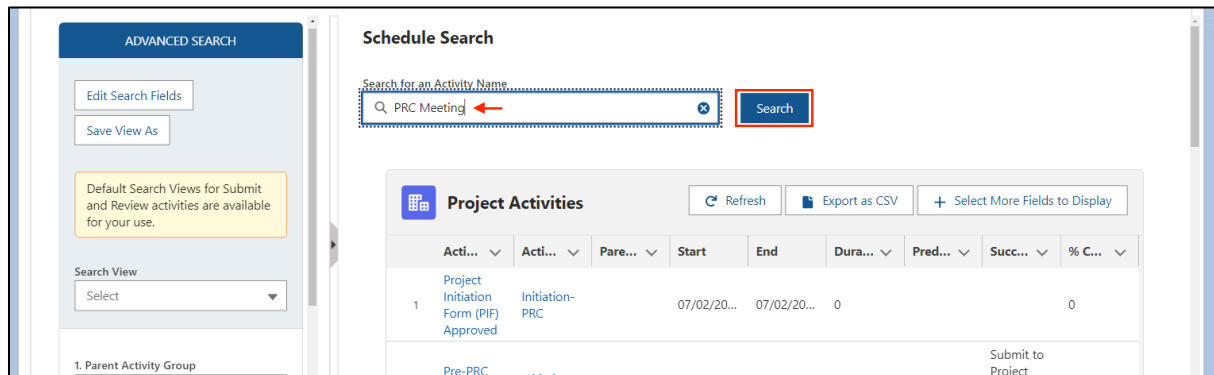 ADVANCED SEARCH
Edit Search Fields
Save View As
Default Search Views for Submit
and Review activities are available
for your use.
Search View
Select
1. Parent Activity Group
Schedule Search
Search for an Activity Name
PRC Meeting
Search
Project Activities
Refresh
Export as CSV
+ Select More Fields to Display
Acti... Acti... Pare... Start End Dura... Pred... Succ... % C...
1 Project Initiation Form (PIF) Approved Initiation-PRC 07/02/20... 07/02/20... 0 0
Pre-PRC
Submit to
Project